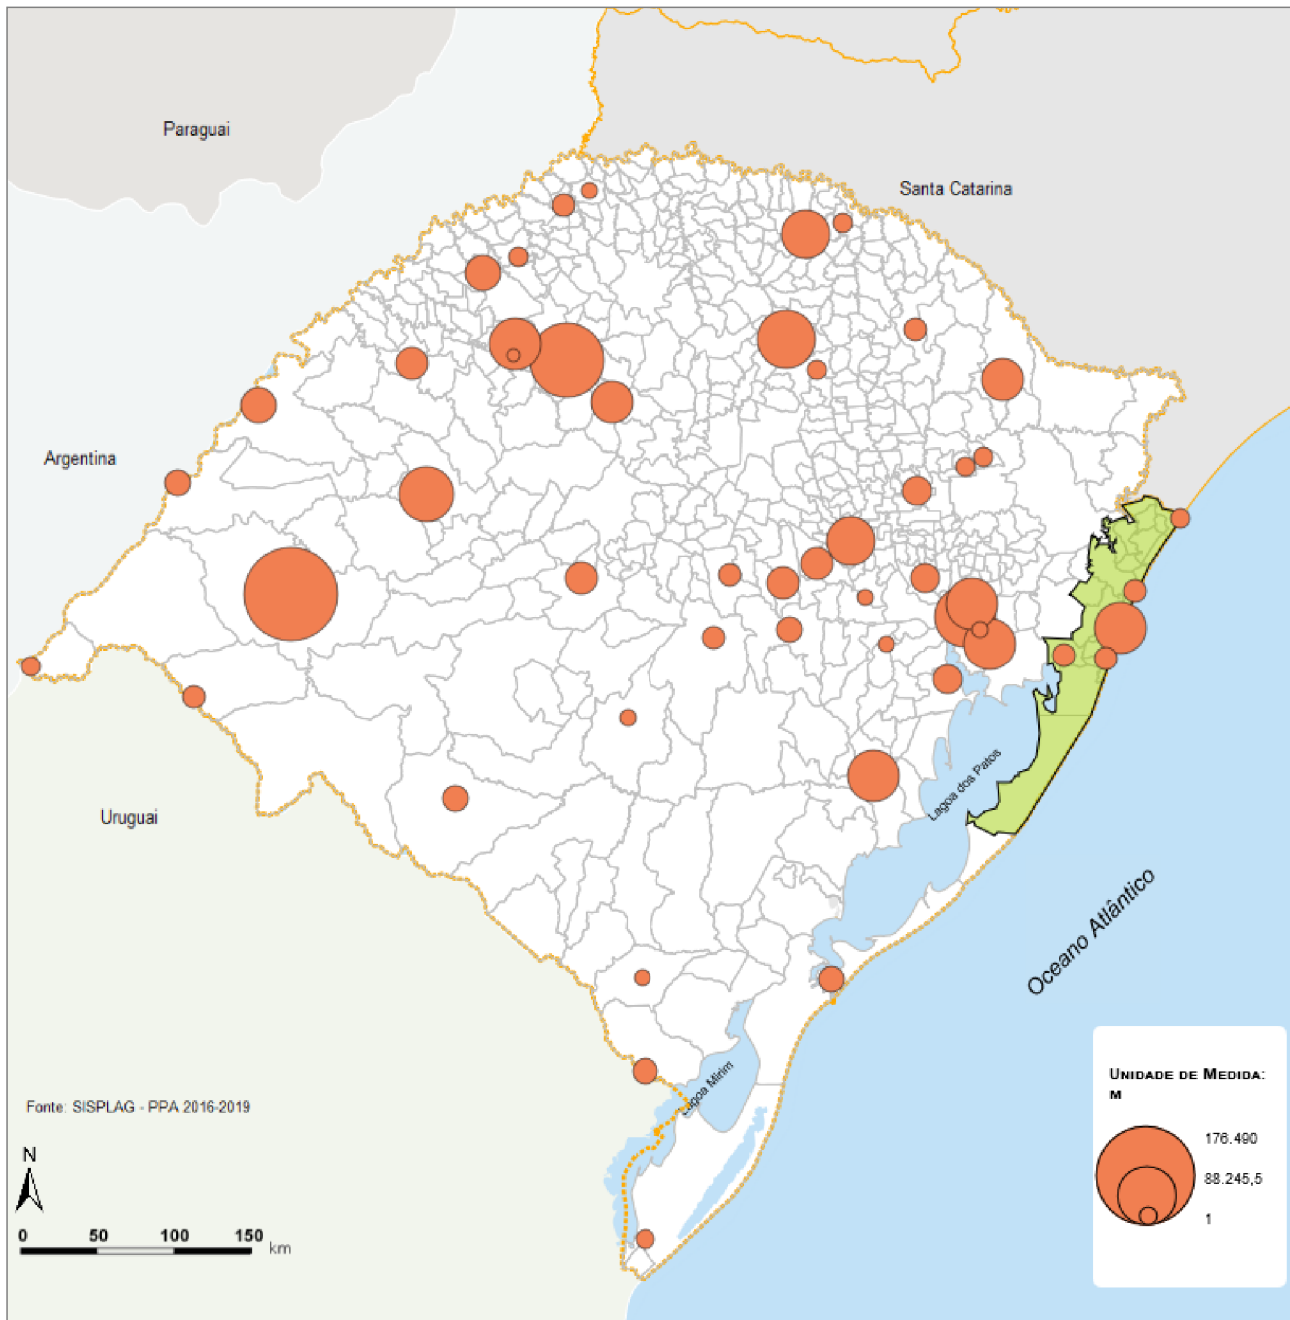 Paraguai
Santa Catarina
Argentina
Uruguai
Lagoa dos Patos
Oceano Atlântico
Lagoa Mirim
Fonte: SISPLAG - PPA 2016-2019
N
0 50 100 150
km
UNIDADE DE MEDIDA:
M
176.490
88.245,5
1